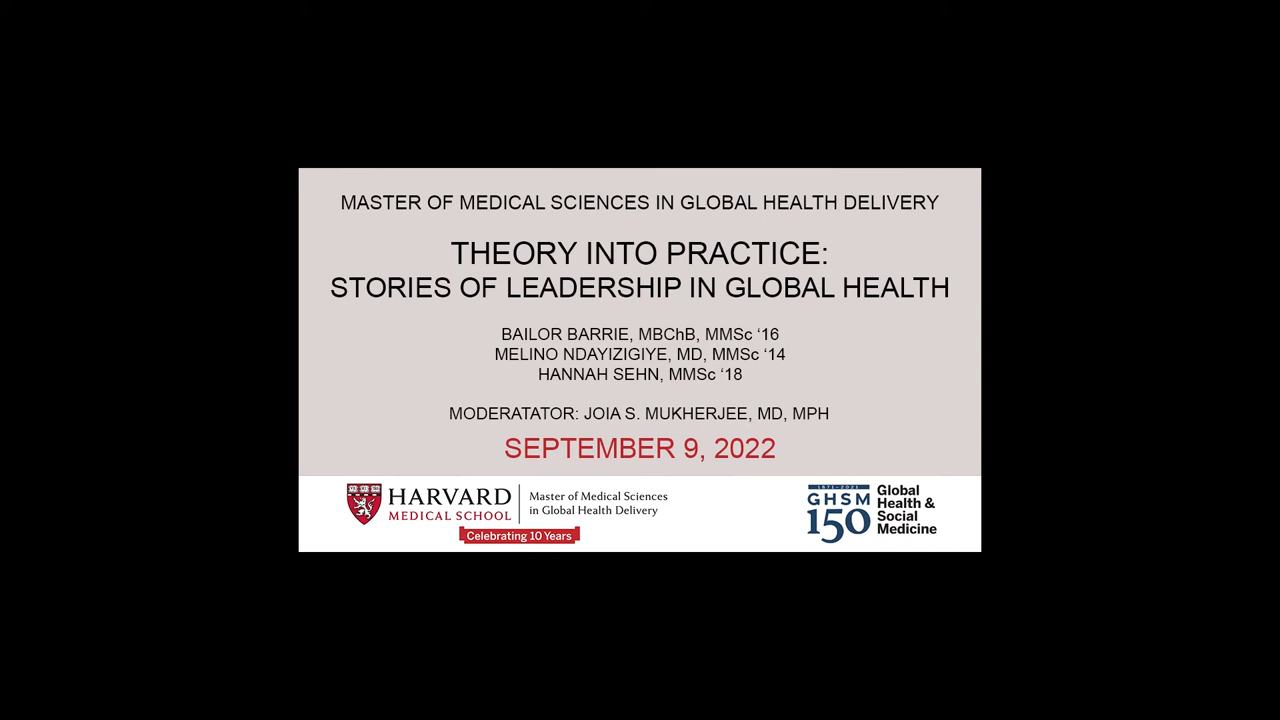 MASTER OF MEDICAL SCIENCES IN GLOBAL HEALTH DELIVERY
THEORY INTO PRACTICE:
STORIES OF LEADERSHIP IN GLOBAL HEALTH
BAILOR BARRIE, MBChB, MMSc ‘16
MELINO NDAYIZIGIYE, MD, MMSc ‘14
HANNAH SEHN, MMSc ‘18
MODERATATOR: JOIA S. MUKHERJEE, MD, MPH
SEPTEMBER 9, 2022
HARVARD
MEDICAL SCHOOL
Master of Medical Sciences
in Global Health Delivery
Celebrating 10 Years
1871–2021
GHSM
150
Global
Health &
Social
Medicine